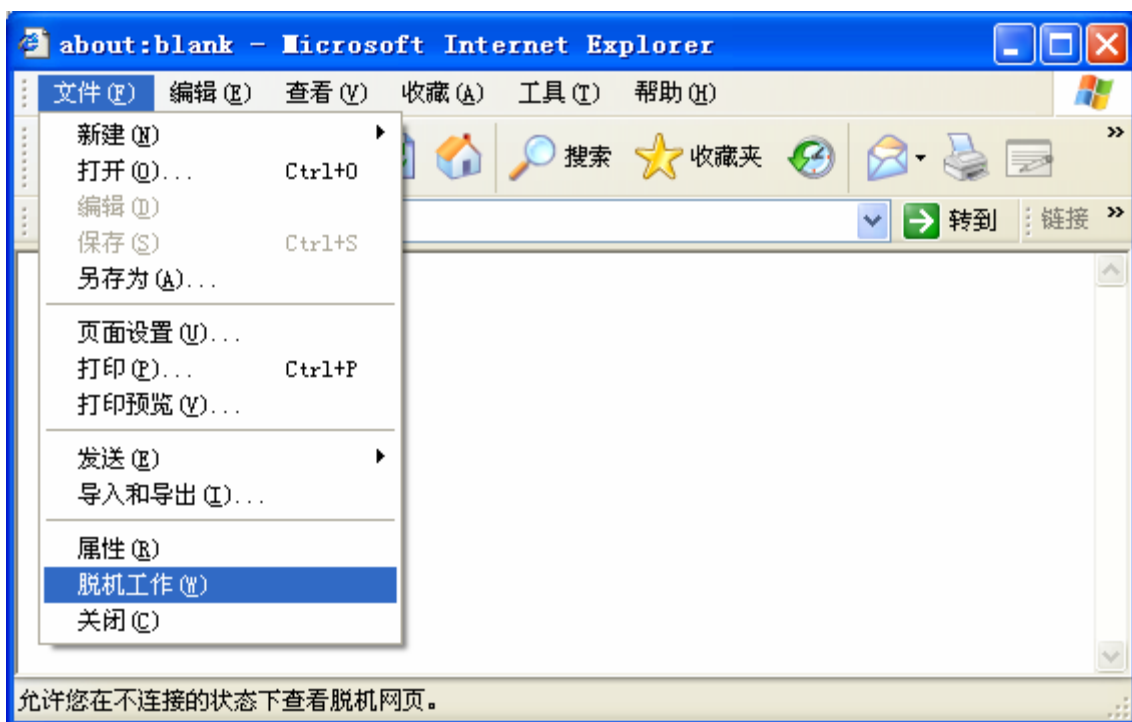 about:blank - Microsoft Internet Explorer
文件(F) 编辑(E) 查看(V) 收藏(A) 工具(T) 帮助(H)
搜索 收藏夹 »
转到 链接 »
新建(N)
打开(O)... Ctrl+O
编辑(D)
保存(S) Ctrl+S
另存为(A)...
页面设置(U)...
打印(P)... Ctrl+P
打印预览(V)...
发送(E)
导入和导出(I)...
属性(R)
脱机工作(W)
关闭(C)
允许您在不连接的状态下查看脱机网页。